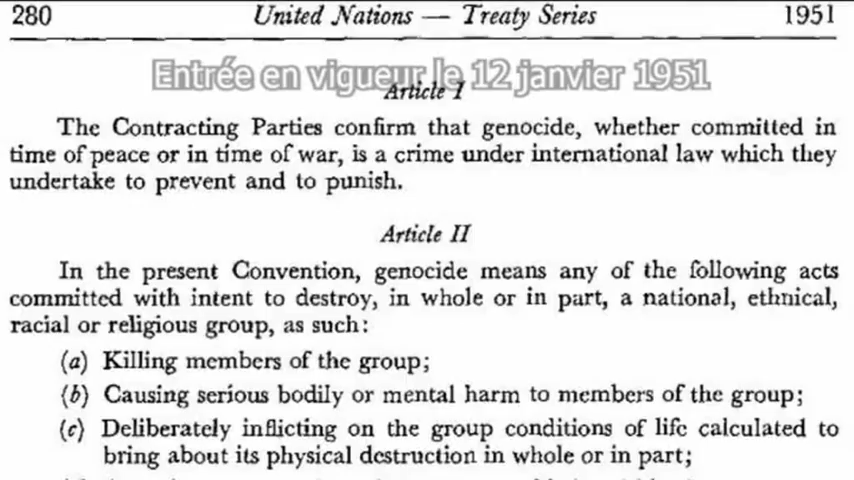 280 United Nations — Treaty Series 1951
Entrée en vigueur le 12 janvier 1951
Article I
The Contracting Parties confirm that genocide, whether committed in
time of peace or in time of war, is a crime under international law which they
undertake to prevent and to punish.
Article II
In the present Convention, genocide means any of the following acts
committed with intent to destroy, in whole or in part, a national, ethnical,
racial or religious group, as such:
(a) Killing members of the group;
(b) Causing serious bodily or mental harm to members of the group;
(c) Deliberately inflicting on the group conditions of life calculated to
bring about its physical destruction in whole or in part;